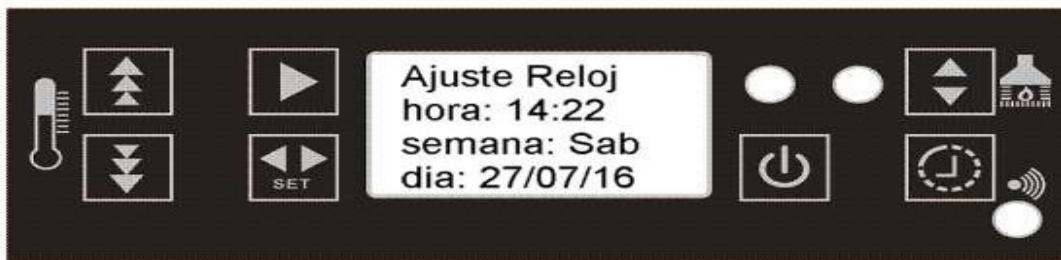 Ajuste Reloj
hora: 14:22
semana: Sab
dia: 27/07/16
SET